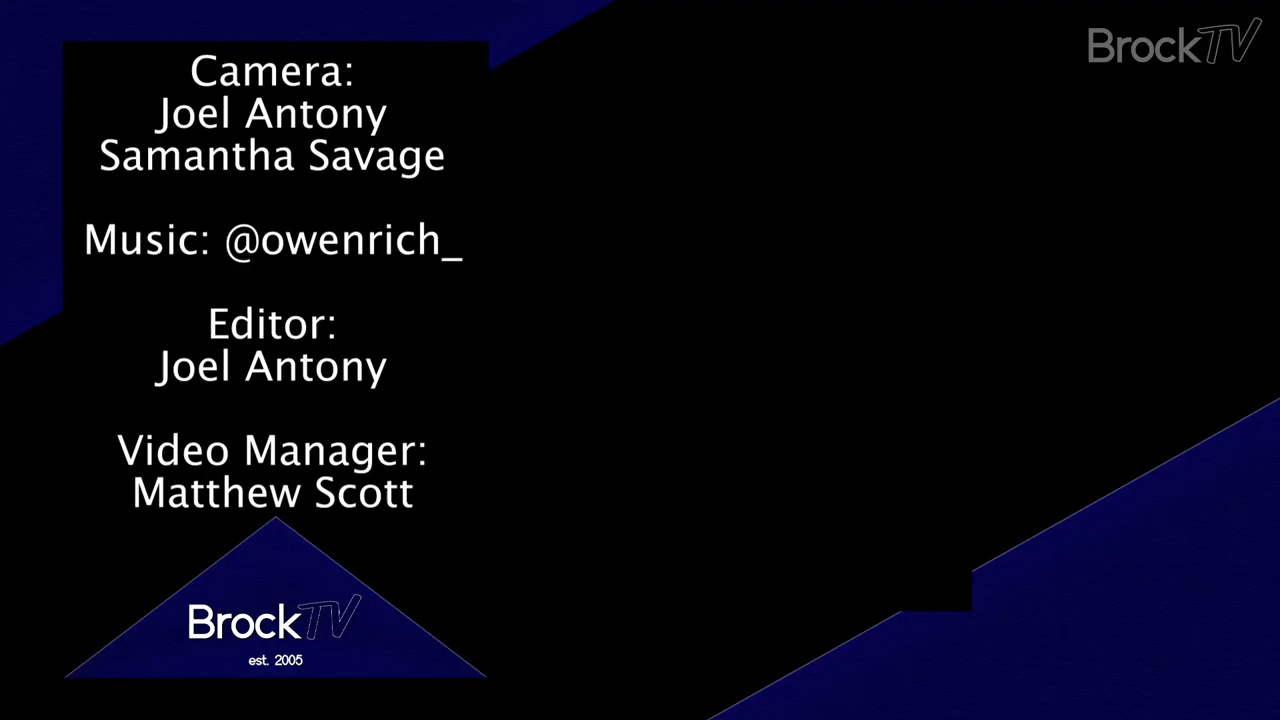 BrockTV
Camera:
Joel Antony
Samantha Savage
Music: @owenrich_
Editor:
Joel Antony
Video Manager:
Matthew Scott
BrockTV
est. 2005